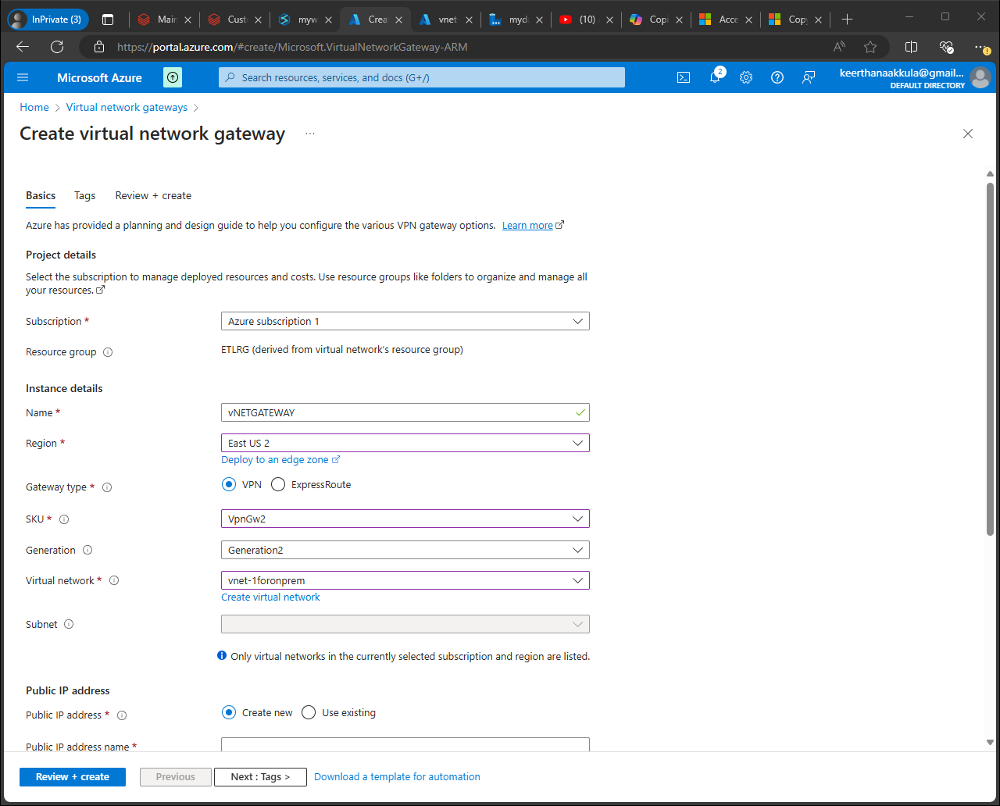 InPrivate (3)
Main
Custo
myw
Crea
vnet
myda
(10)
Copi
Acce
Copy
https://portal.azure.com/#create/Microsoft.VirtualNetworkGateway-ARM
Microsoft Azure
Search resources, services, and docs (G+/)
2
keerthanaakkula@gmail...
DEFAULT DIRECTORY
Home > Virtual network gateways >
Create virtual network gateway ...
Basics
Tags
Review + create
Azure has provided a planning and design guide to help you configure the various VPN gateway options. Learn more
Project details
Select the subscription to manage deployed resources and costs. Use resource groups like folders to organize and manage all
your resources.
Subscription *
Azure subscription 1
Resource group
ETLRG (derived from virtual network's resource group)
Instance details
Name *
vNETGATEWAY
Region *
East US 2
Deploy to an edge zone
Gateway type *
VPN
ExpressRoute
SKU *
VpnGw2
Generation
Generation2
Virtual network *
vnet-1foronprem
Create virtual network
Subnet
Only virtual networks in the currently selected subscription and region are listed.
Public IP address
Public IP address *
Create new
Use existing
Public IP address name *
Review + create
Previous
Next : Tags >
Download a template for automation